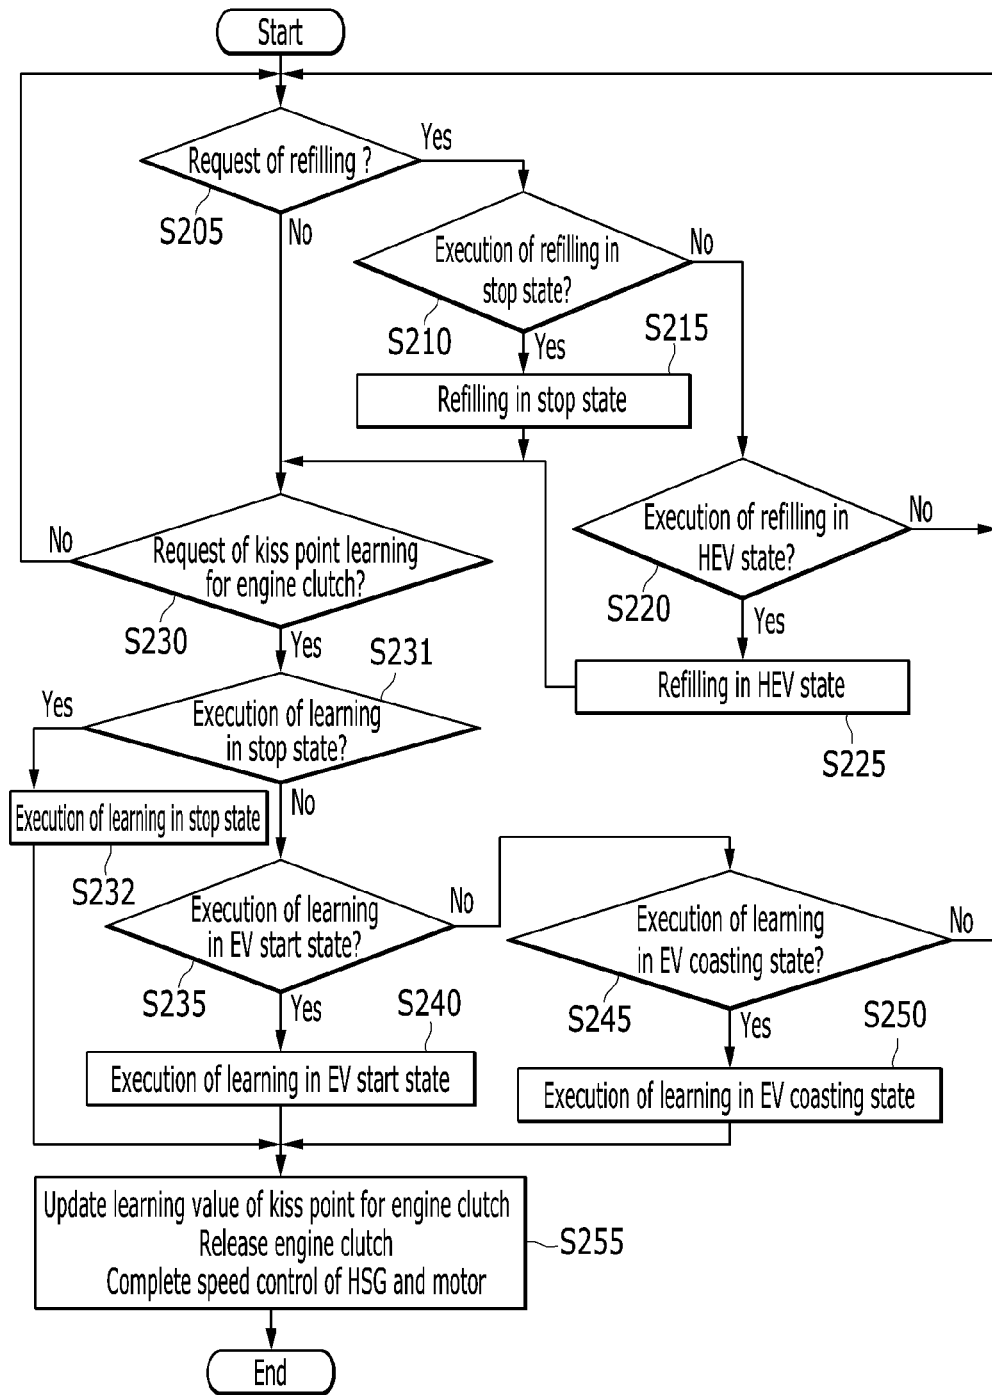 Start
Request of refilling ?
Yes
S205
No
Execution of refilling in
stop state?
No
S210
Yes
S215
Refilling in stop state
Execution of refilling in
HEV state?
No
S220
Yes
Refilling in HEV state
S225
No
Request of kiss point learning
for engine clutch?
S230
Yes
S231
Yes
Execution of learning
in stop state?
No
Execution of learning in stop state
S232
Execution of learning
in EV start state?
No
S235
Yes
S240
Execution of learning in EV start state
Execution of learning
in EV coasting state?
No
S245
Yes
S250
Execution of learning in EV coasting state
Update learning value of kiss point for engine clutch
Release engine clutch
Complete speed control of HSG and motor
S255
End